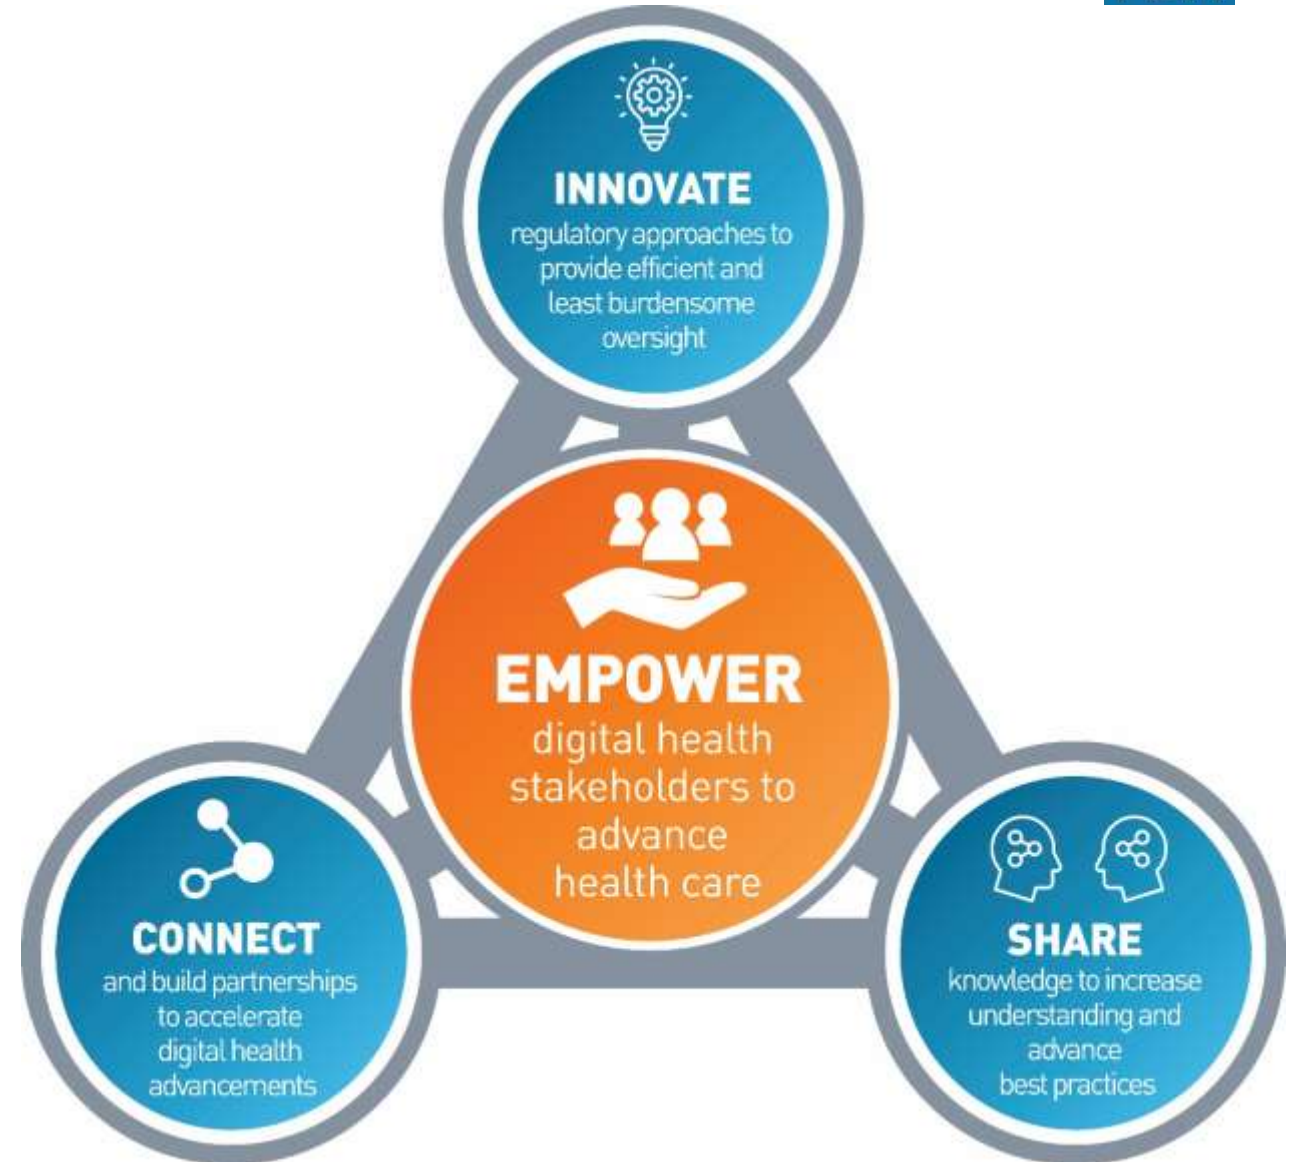 INNOVATE
regulatory approaches to
provide efficient and
least burdensome
oversight
EMPOWER
digital health
stakeholders to
advance
health care
CONNECT
and build partnerships
to accelerate
digital health
advancements
SHARE
knowledge to increase
understanding and
advance
best practices